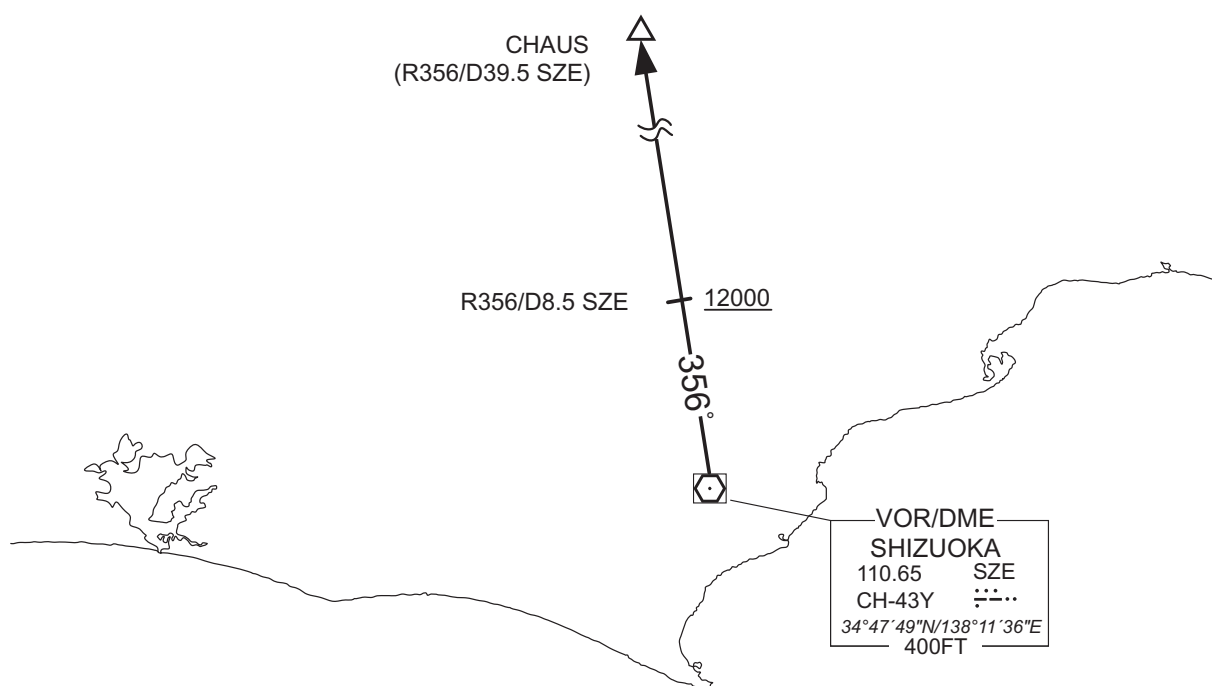 CHAUS
(R356/D39.5 SZE)
R356/D8.5 SZE
12000
356°
VOR/DME
SHIZUOKA
110.65 SZE
CH-43Y
34°47´49"N/138°11´36"E
400FT